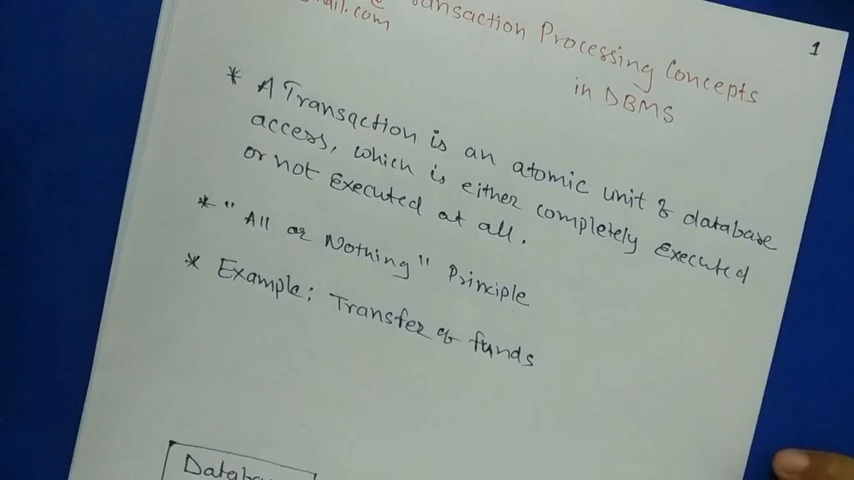 Transaction Processing Concepts
in DBMS
1
* A Transaction is an atomic unit of database
access, which is either completely executed
or not executed at all.
* "All or Nothing" Principle
* Example: Transfer of funds